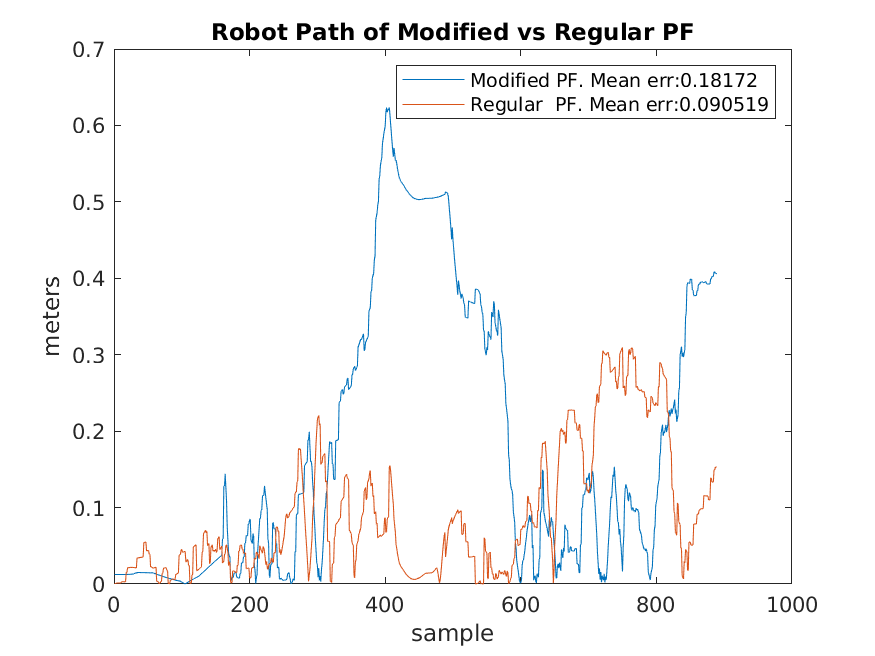 Robot Path of Modified vs Regular PF
0.7
0.6
0.5
0.4
0.3
0.2
0.1
0
meters
Modified PF. Mean err:0.18172
Regular  PF. Mean err:0.090519
0 200 400 600 800 1000
sample